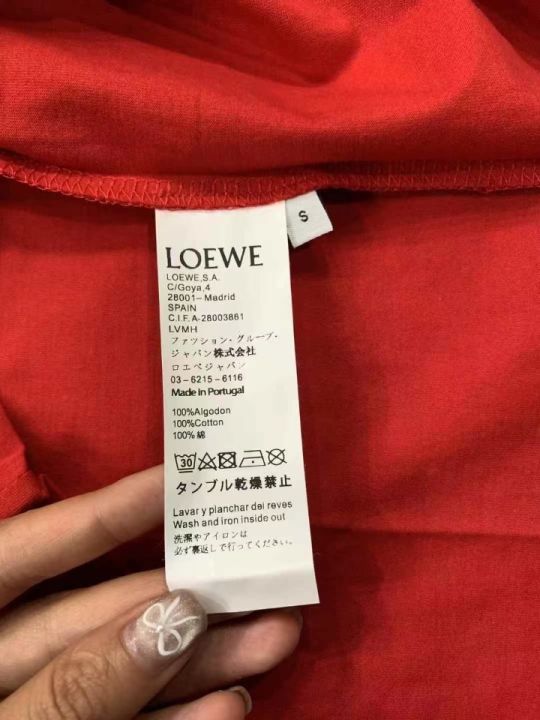 S
LOEWE
LOEWE,S.A.
C/Goya,4
28001–Madrid
SPAIN
C.I.F.A-28003861
LVMH
ファッション・グループ・
ジャパン株式会社
ロエベジャパン
03-6215-6116
Made in Portugal
100%Algodon
100%Cotton
100%綿
30
タンブル乾燥禁止
Lavar y planchar del reves
Wash and iron inside out
洗濯やアイロンは
必ず裏返しで行ってください.